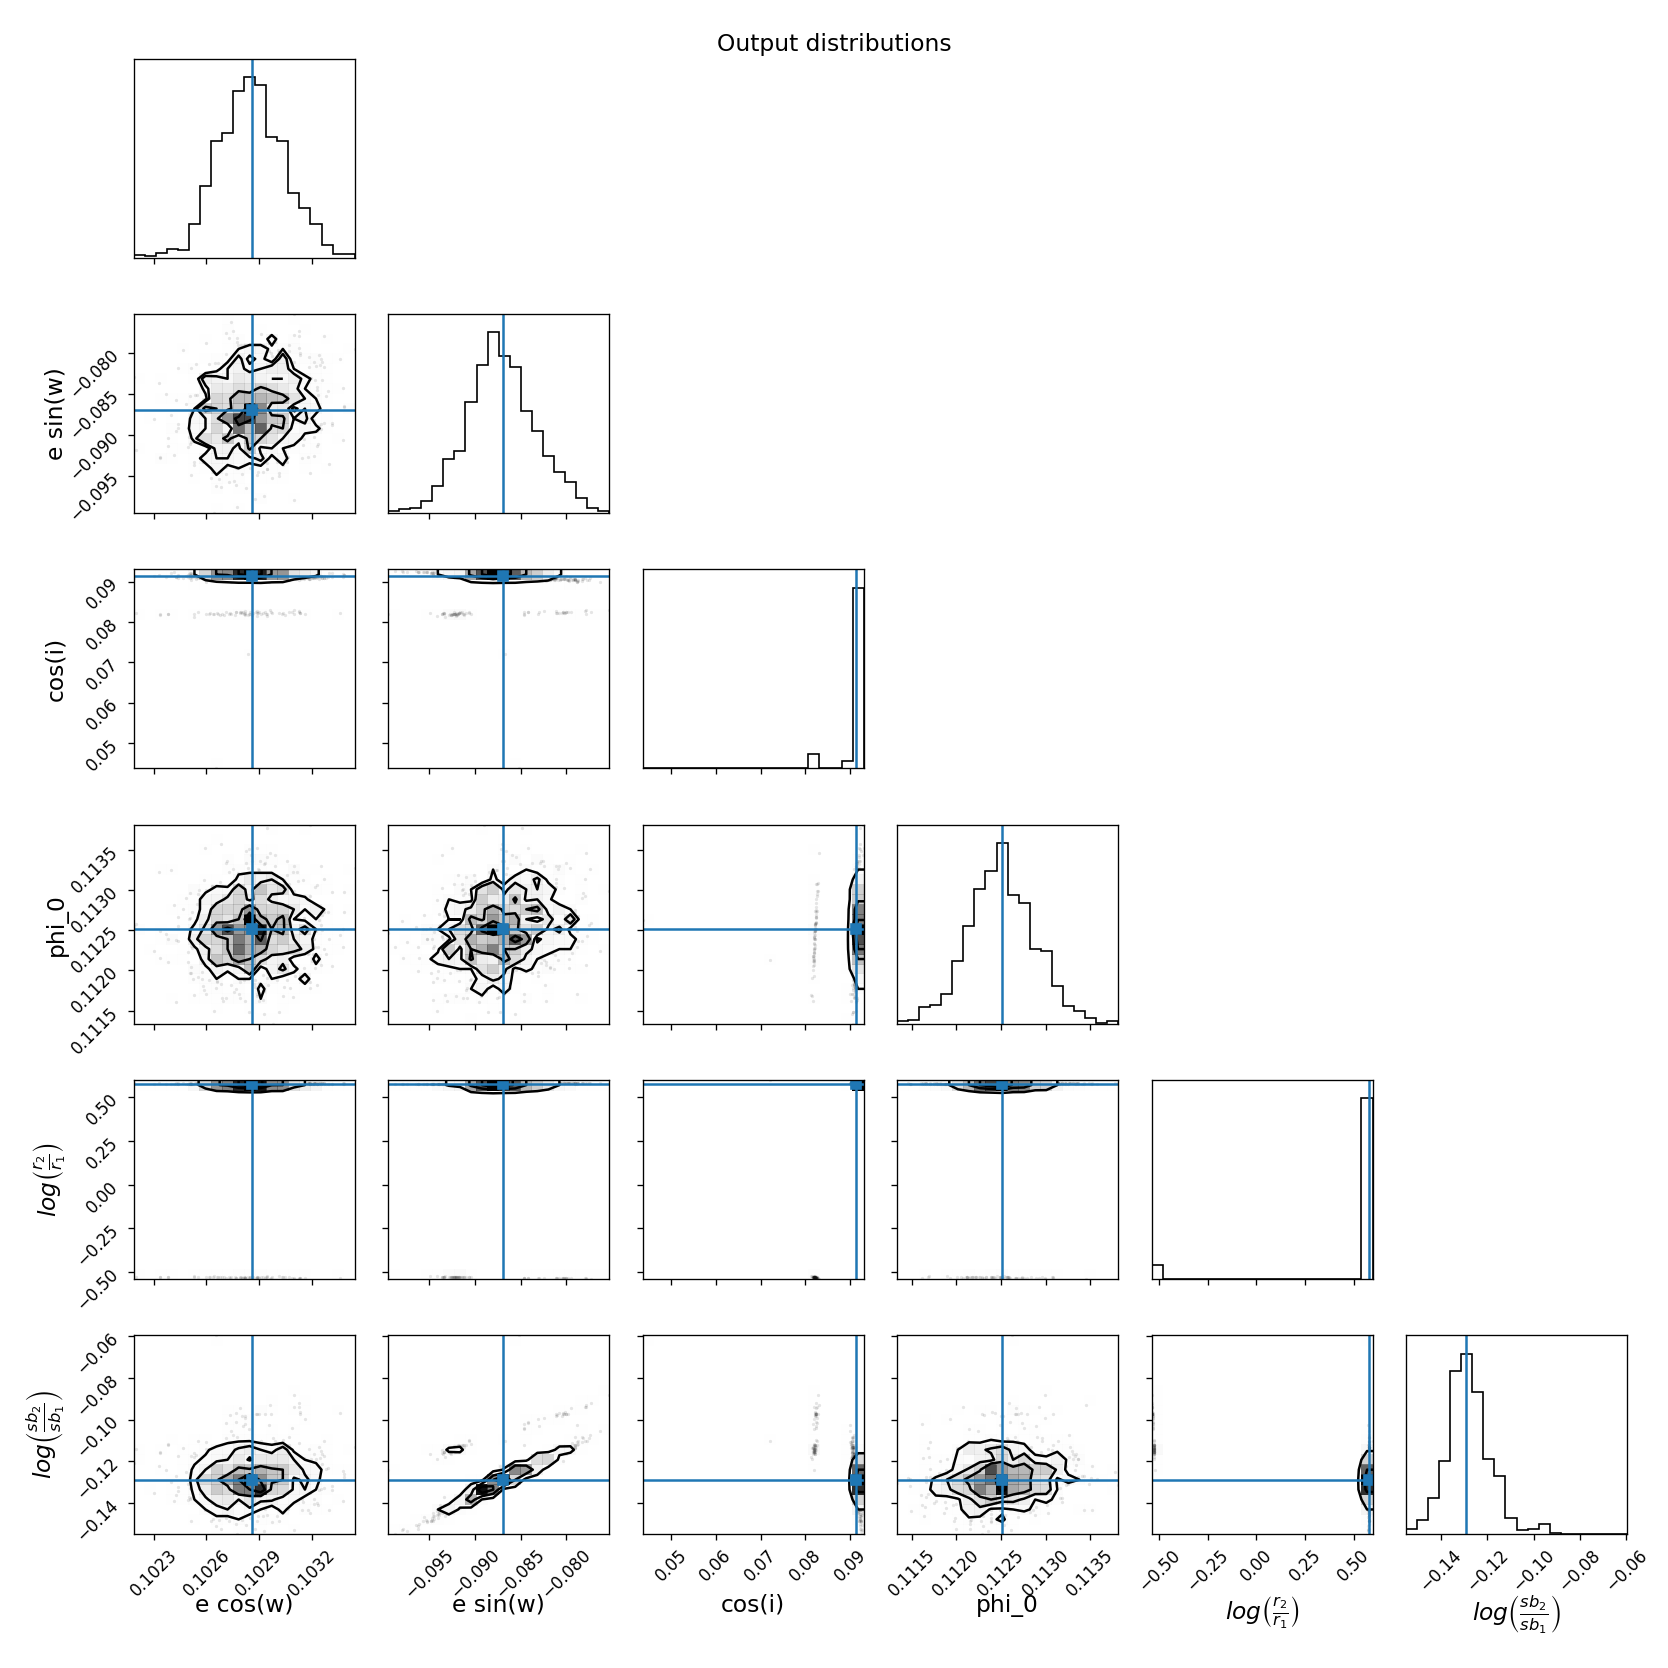 Output distributions
e sin(w)
−0.080
−0.085
−0.090
−0.095
cos(i)
0.09
0.08
0.07
0.06
0.05
phi_0
0.1135
0.1130
0.1125
0.1120
0.1115
log(r₂/r₁)
0.50
0.25
0.00
−0.25
−0.50
log(sb₂/sb₁)
−0.06
−0.08
−0.10
−0.12
−0.14
0.1023 0.1026 0.1029 0.1032
−0.095 −0.090 −0.085 −0.080
0.05 0.06 0.07 0.08 0.09
0.1115 0.1120 0.1125 0.1130 0.1135
−0.50 −0.25 0.00 0.25 0.50
−0.14 −0.12 −0.10 −0.08 −0.06
e cos(w) e sin(w) cos(i) phi_0 log(r₂/r₁) log(sb₂/sb₁)